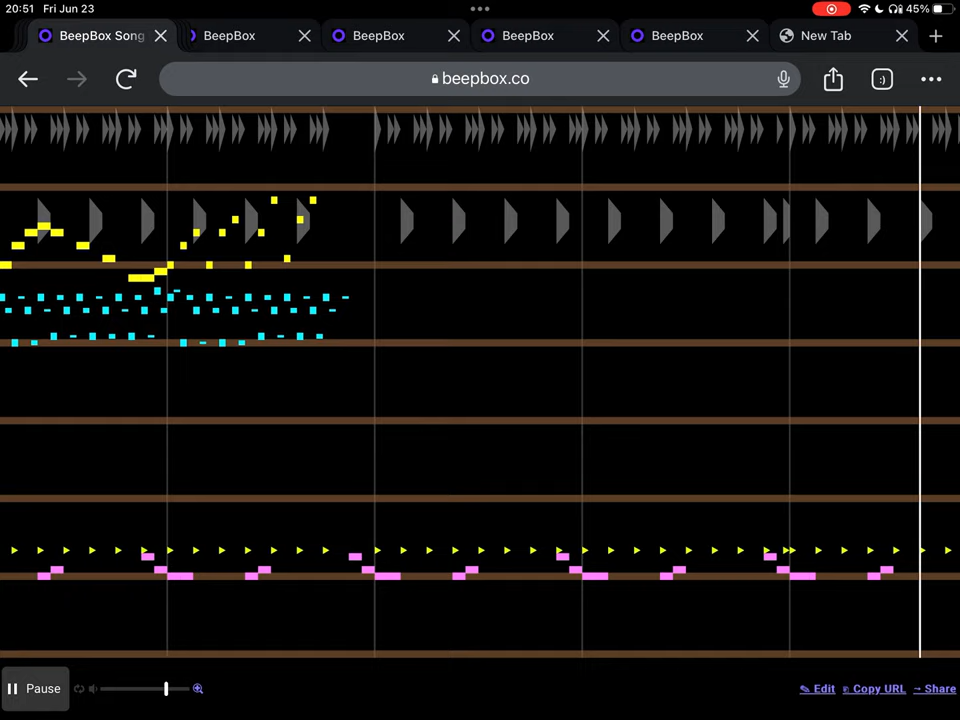 20:51 Fri Jun 23
45%
BeepBox Song
BeepBox
BeepBox
BeepBox
BeepBox
New Tab
beepbox.co
:)
Pause
Edit
Copy URL
Share